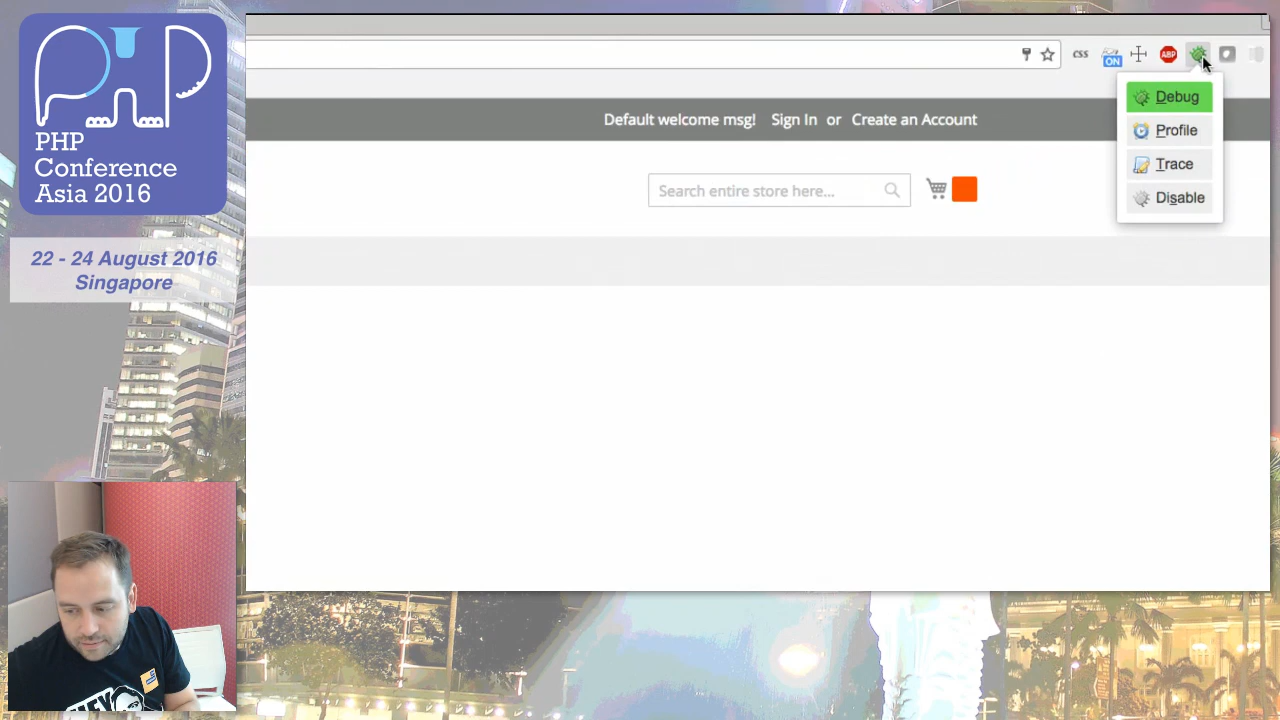 PHP
PHP
Conference
Asia 2016
22 - 24 August 2016
Singapore
CSS
ON
ABP
Debug
Profile
Trace
Disable
Default welcome msg!
Sign In or
Create an Account
Search entire store here...